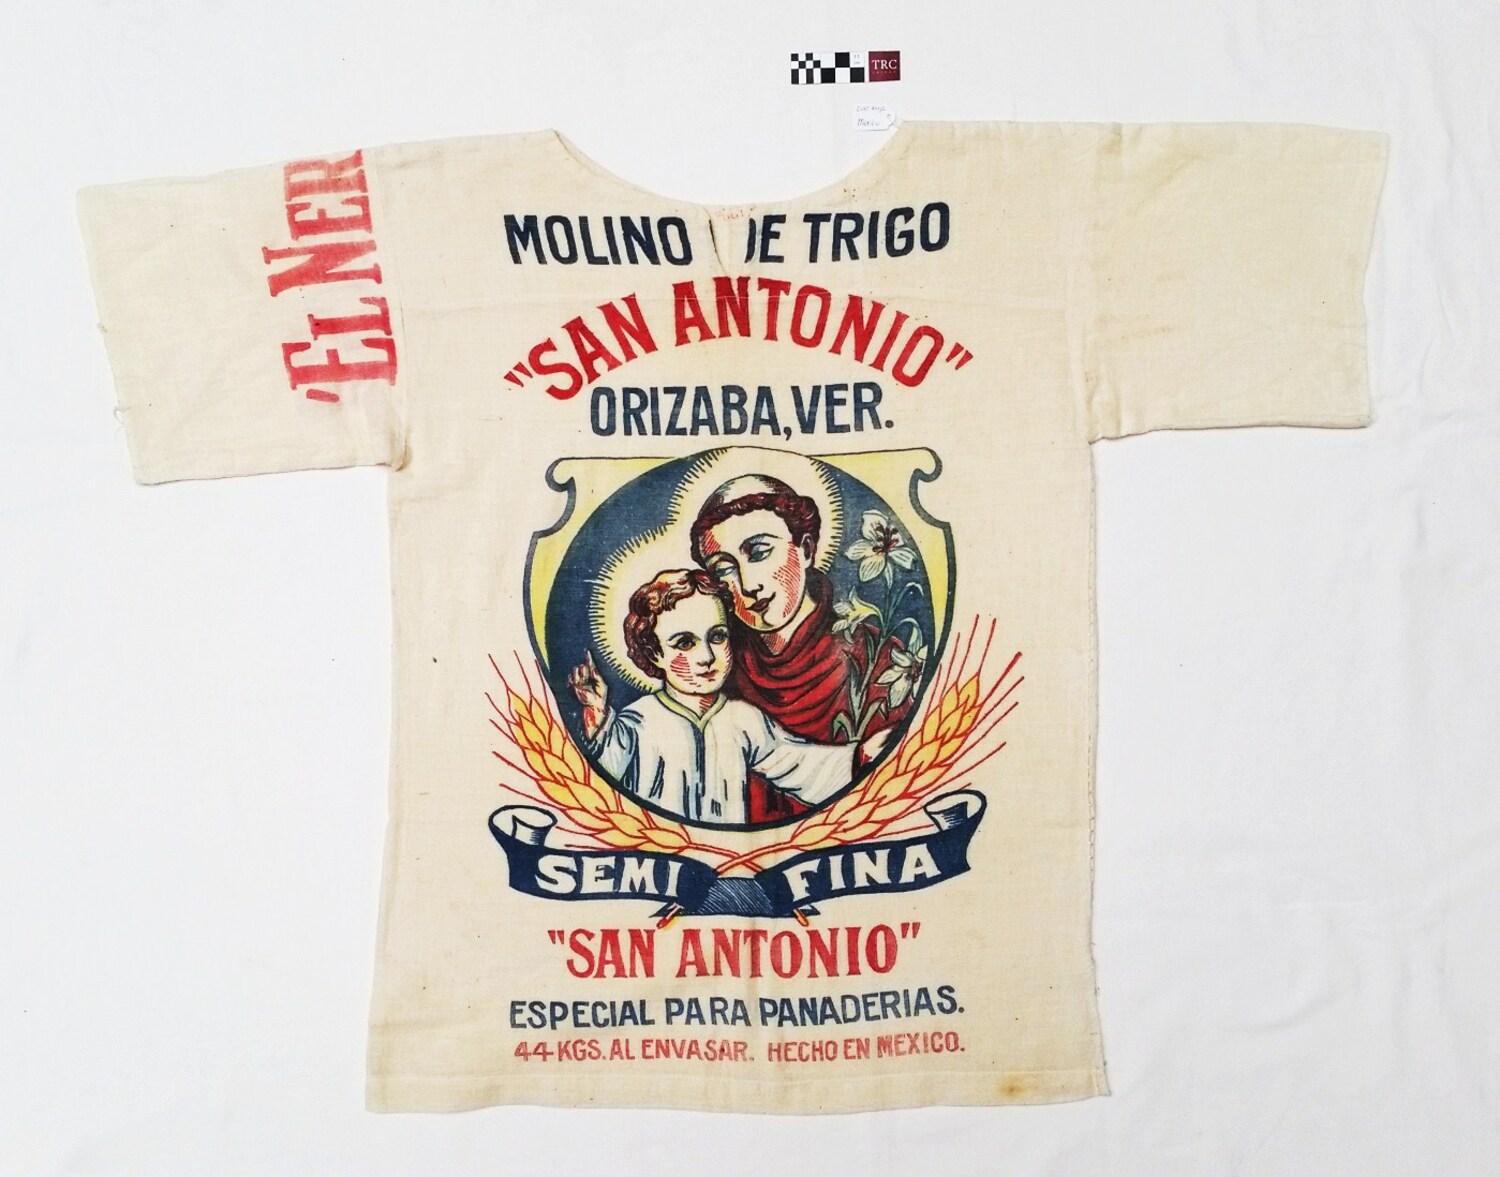 TRC
MOLINO DE TRIGO
"SAN ANTONIO"
ORIZABA, VER.
'EL NER
SEMI FINA
"SAN ANTONIO"
ESPECIAL PARA PANADERIAS.
44 KGS. AL ENVASAR. HECHO EN MEXICO.